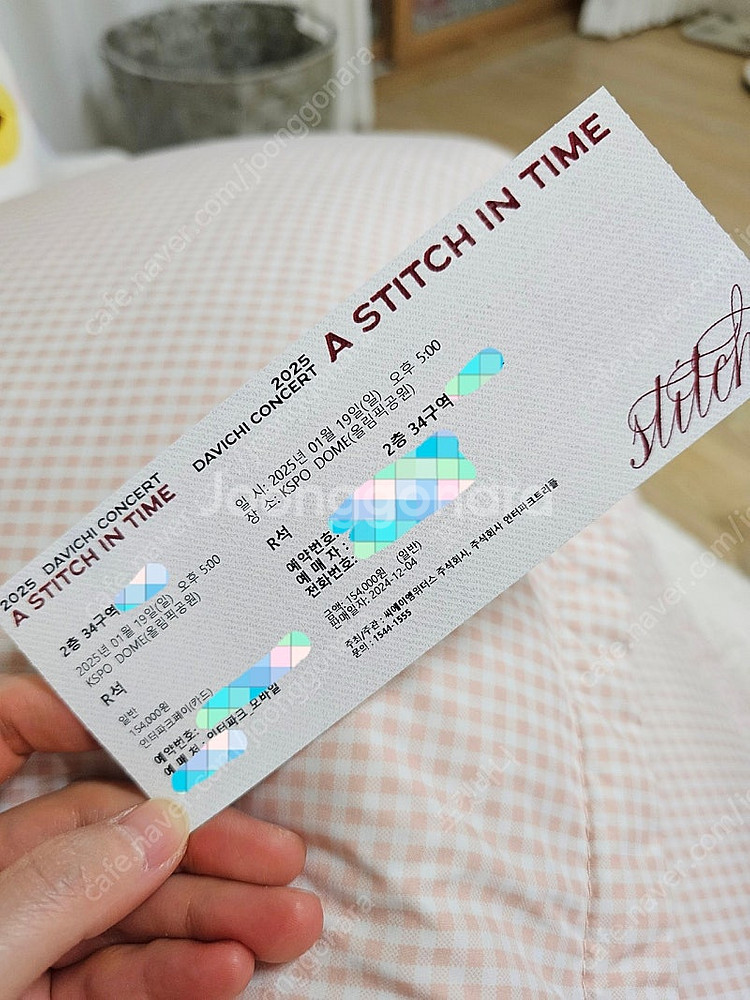 2025
DAVICHI CONCERT
A STITCH IN TIME
일 시: 2025년 01월 19일(일) 오후 5:00
장 소: KSPO DOME(올림픽공원)
R석
2층 34구역
예약번호:
예 매 자 :
전화번호:
금액: 154,000원 (일반)
판매일자: 2024-12-04
주최/주관 : 씨에이엠위더스 주식회사, 주식회사 인터파크트리플
문의 : 1544-1555
stitch
2025 DAVICHI CONCERT
A STITCH IN TIME
2층 34구역
2025년 01월 19일(일) 오후 5:00
KSPO DOME(올림픽공원)
R석
일반
154,000원
인터파크페이(카드)
예약번호:
예 매 처 : 인터파크_모바일
Joonggonara
cafe.naver.com/joonggonara